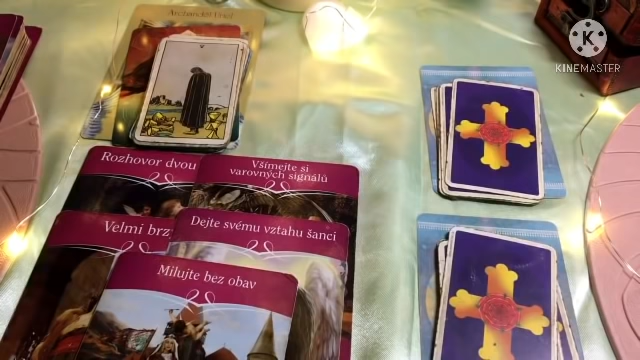 Archanděl Uriel
V
KINEMASTER
Rozhovor dvou
Všímejte si
varovných signálů
Velmi brz
Dejte svému vztahu šanci
Milujte bez obav